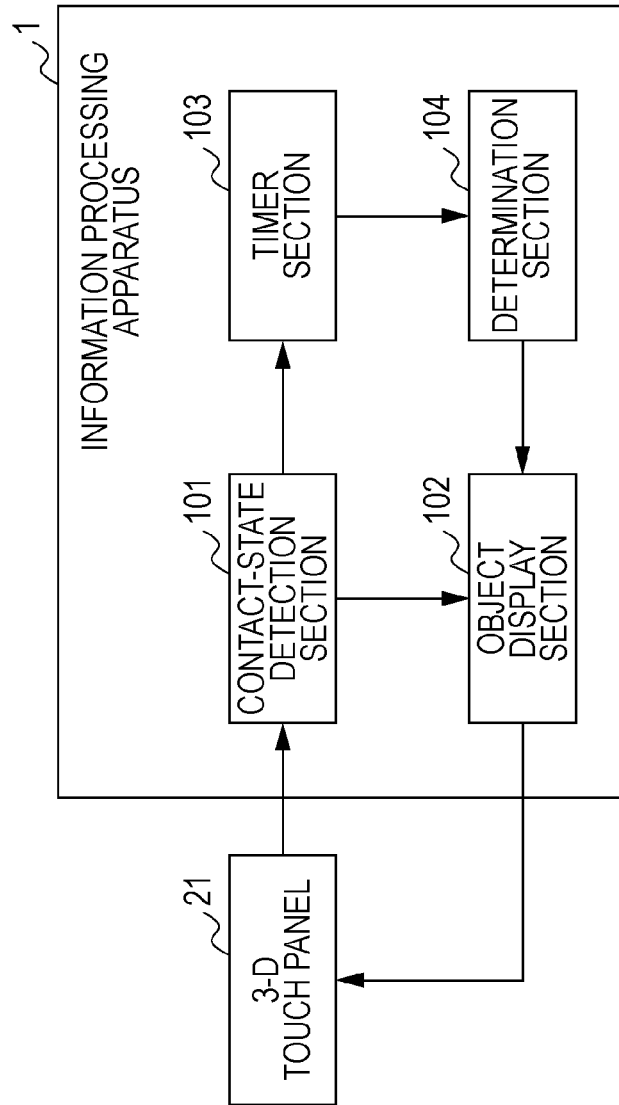 1
INFORMATION PROCESSING
APPARATUS
21
3-D
TOUCH PANEL
101
CONTACT-STATE
DETECTION
SECTION
103
TIMER
SECTION
102
OBJECT
DISPLAY
SECTION
104
DETERMINATION
SECTION